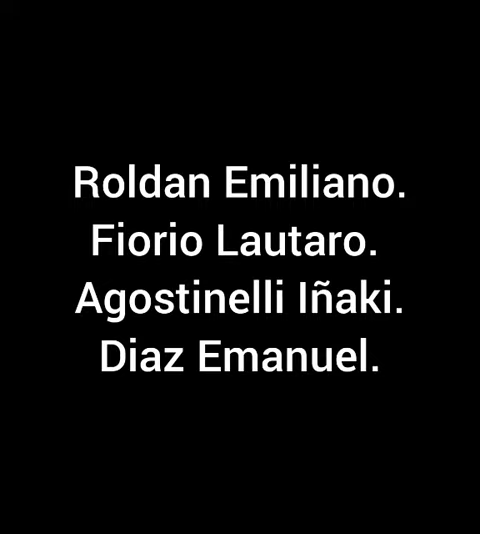 Roldan Emiliano.
Fiorio Lautaro.
Agostinelli Iñaki.
Diaz Emanuel.